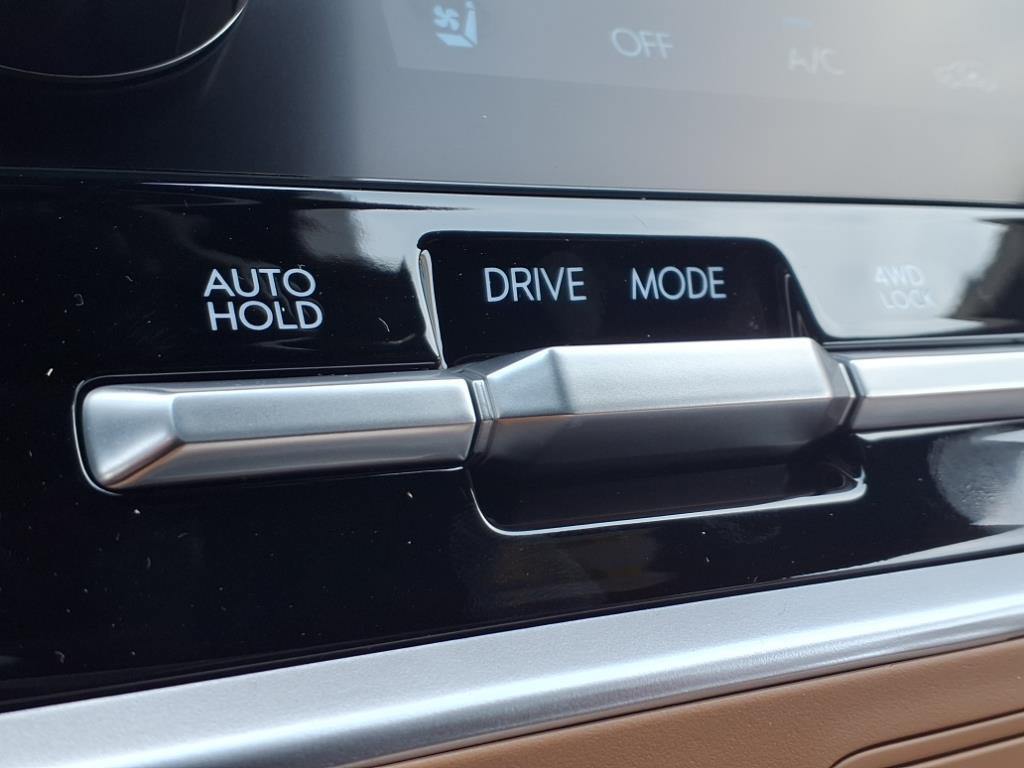 OFF
A/C
AUTO
HOLD
DRIVE MODE
4WD
LOCK